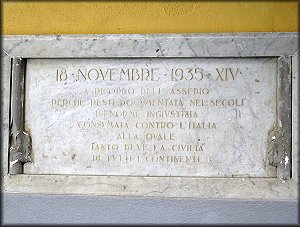 18 · NOVEMBRE · 1935 · XIV
A RICORDO DELL'ASSEDIO
PERCHÈ RESTI DOCUMENTATA NEI SECOLI
L'ENORME INGIUSTIZIA
CONSUMATA CONTRO L'ITALIA
ALLA QUALE
TANTO DEVE LA CIVILTÀ
DI TUTTI I CONTINENTI